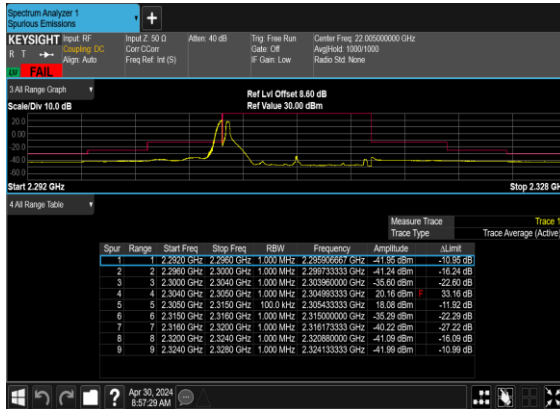 Spectrum Analyzer 1
Spurious Emissions
KEYSIGHT Input: RF
R T Coupling: DC
Align: Auto
Input Z: 50 Ω
Corr CCorr
Freq Ref: Int (S)
Atten: 40 dB
Trig: Free Run
Gate: Off
IF Gain: Low
Center Freq: 22.005000000 GHz
Avg|Hold: 1000/1000
Radio Std: None
FAIL
3 All Range Graph
Ref Lvl Offset 8.60 dB
Scale/Div 10.0 dB
Ref Value 30.00 dBm
20.0
0.00
-20.0
-40.0
-60.0
Start 2.292 GHz
Stop 2.328 GH
4 All Range Table
Measure Trace Trace 1
Trace Type Trace Average (Active)
Spur Range Start Freq Stop Freq RBW Frequency Amplitude ΔLimit
1 1 2.2920 GHz 2.2960 GHz 1.000 MHz 2.295906667 GHz -41.95 dBm -10.95 dB
2 2 2.2960 GHz 2.3000 GHz 1.000 MHz 2.299733333 GHz -41.24 dBm -16.24 dB
3 3 2.3000 GHz 2.3040 GHz 1.000 MHz 2.303960000 GHz -35.60 dBm -22.60 dB
4 4 2.3040 GHz 2.3050 GHz 1.000 MHz 2.304993333 GHz 20.16 dBm F 33.16 dB
5 5 2.3050 GHz 2.3150 GHz 100.0 kHz 2.305433333 GHz 18.08 dBm -11.92 dB
6 6 2.3150 GHz 2.3160 GHz 1.000 MHz 2.315000000 GHz -35.29 dBm -22.29 dB
7 7 2.3160 GHz 2.3200 GHz 1.000 MHz 2.316173333 GHz -40.22 dBm -27.22 dB
8 8 2.3200 GHz 2.3240 GHz 1.000 MHz 2.320880000 GHz -41.09 dBm -16.09 dB
9 9 2.3240 GHz 2.3280 GHz 1.000 MHz 2.324133333 GHz -41.99 dBm -10.99 dB
Apr 30, 2024
8:57:29 AM